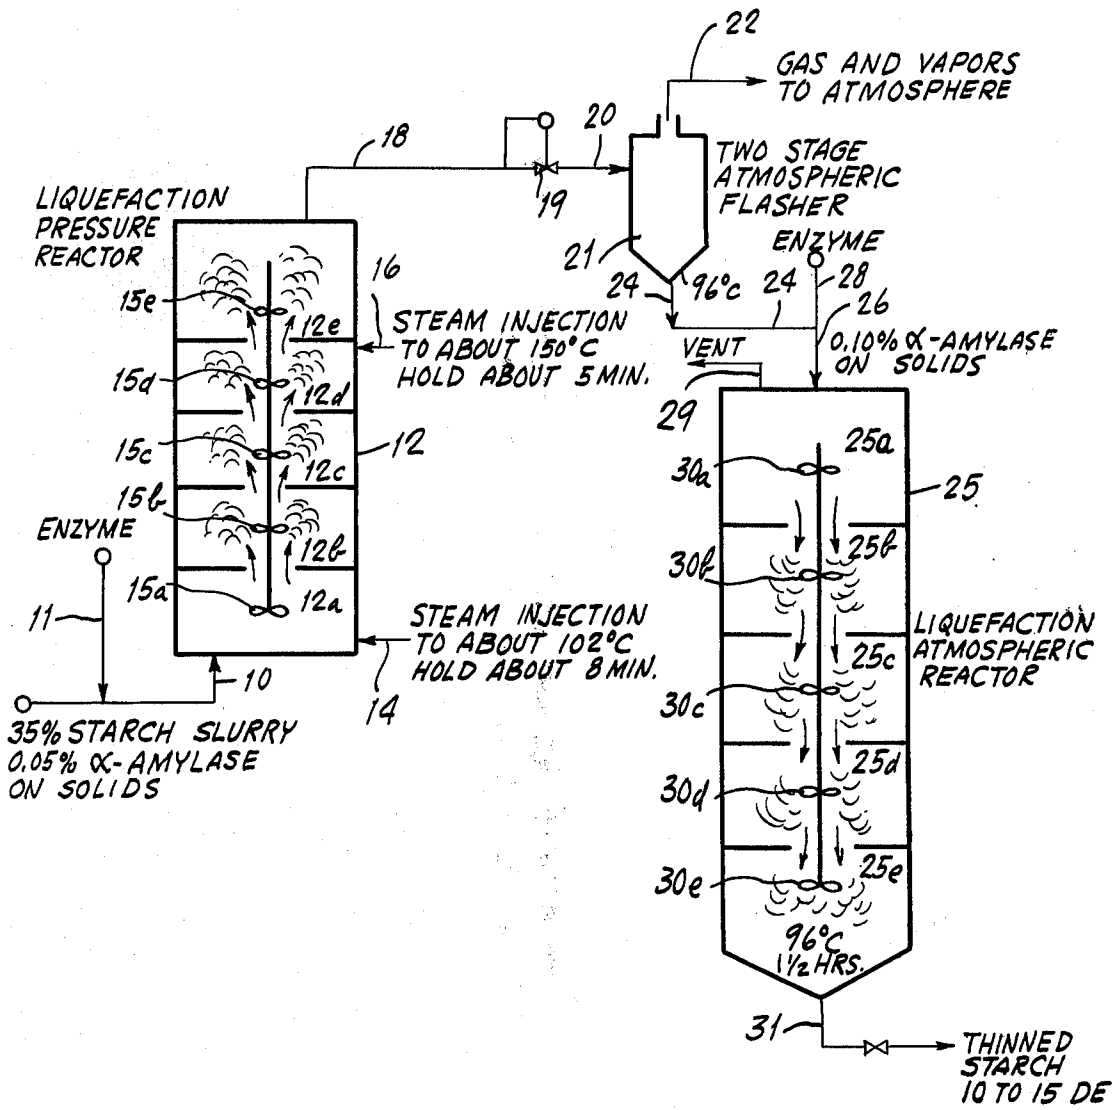 22
GAS AND VAPORS
TO ATMOSPHERE
18
20
19
TWO STAGE
ATMOSPHERIC
FLASHER
21
96°C
24
ENZYME
28
24
26
0.10% α-AMYLASE
ON SOLIDS
VENT
29
LIQUEFACTION
PRESSURE
REACTOR
16
15e
12e
STEAM INJECTION
TO ABOUT 150°C
HOLD ABOUT 5 MIN.
15d
12d
15c
12c
12
15b
12b
ENZYME
15a
12a
11
STEAM INJECTION
TO ABOUT 102°C
HOLD ABOUT 8 MIN.
10
14
35% STARCH SLURRY
0.05% α-AMYLASE
ON SOLIDS
25a
30a
25
25b
30b
LIQUEFACTION
ATMOSPHERIC
REACTOR
25c
30c
25d
30d
25e
30e
96°C
1 1/2 HRS.
31
THINNED
STARCH
10 TO 15 DE